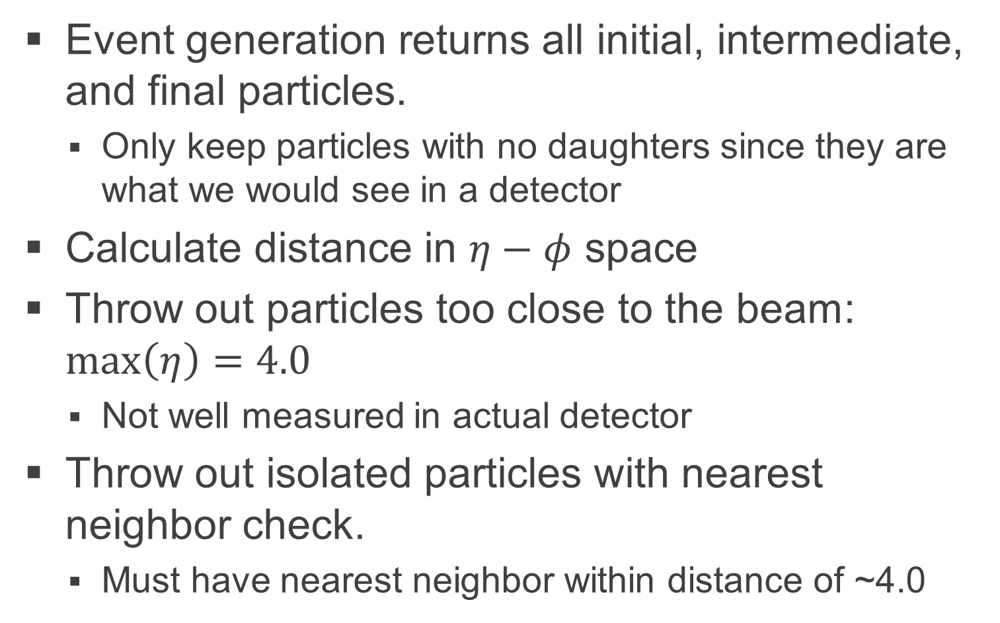 ▪ Event generation returns all initial, intermediate,
and final particles.
▪ Only keep particles with no daughters since they are
what we would see in a detector
▪ Calculate distance in η − ϕ space
▪ Throw out particles too close to the beam:
max(η) = 4.0
▪ Not well measured in actual detector
▪ Throw out isolated particles with nearest
neighbor check.
▪ Must have nearest neighbor within distance of ~4.0